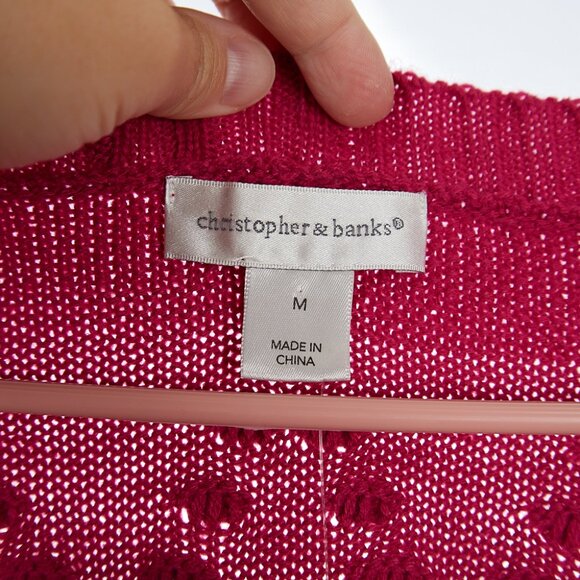 christopher & banks®
M
MADE IN
CHINA